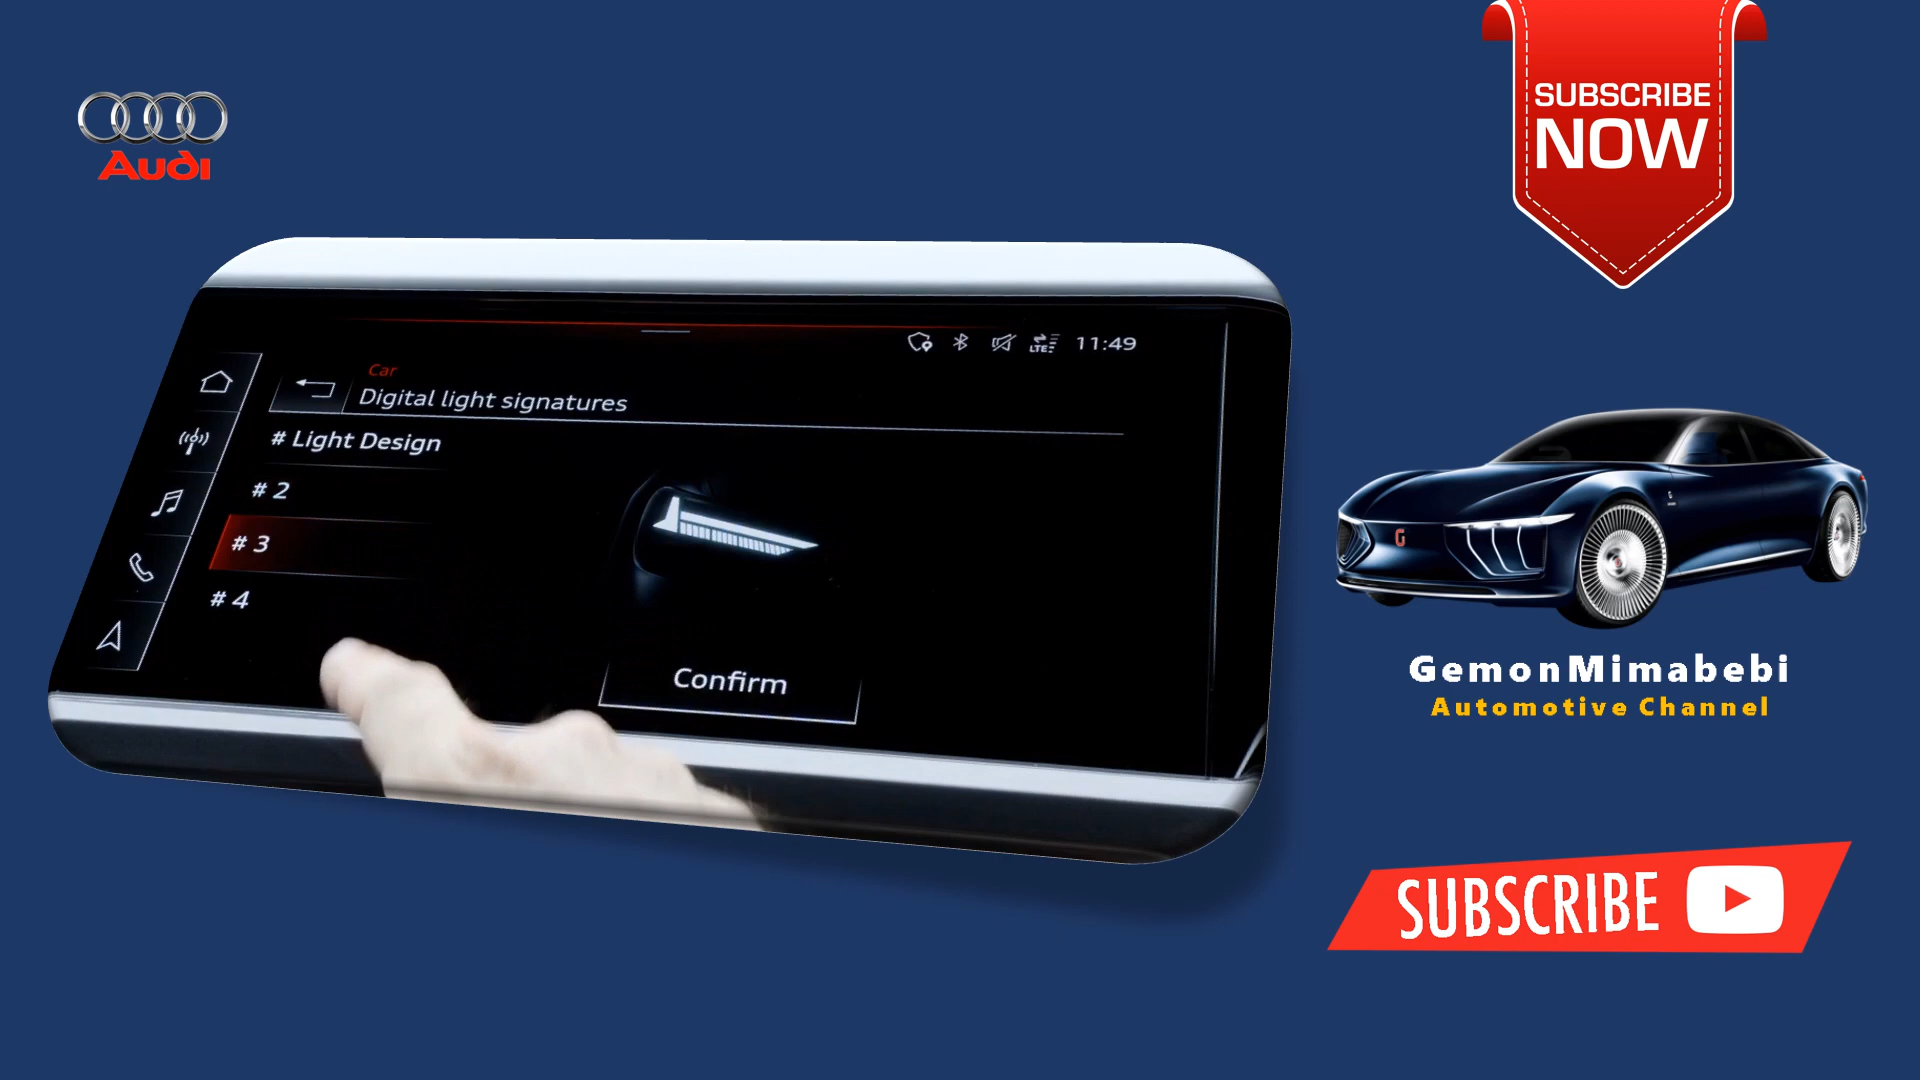 Audi
SUBSCRIBE
NOW
LTE
11:49
Car
Digital light signatures
# Light Design
# 2
# 3
# 4
Confirm
G
GemonMimabebi
Automotive Channel
SUBSCRIBE